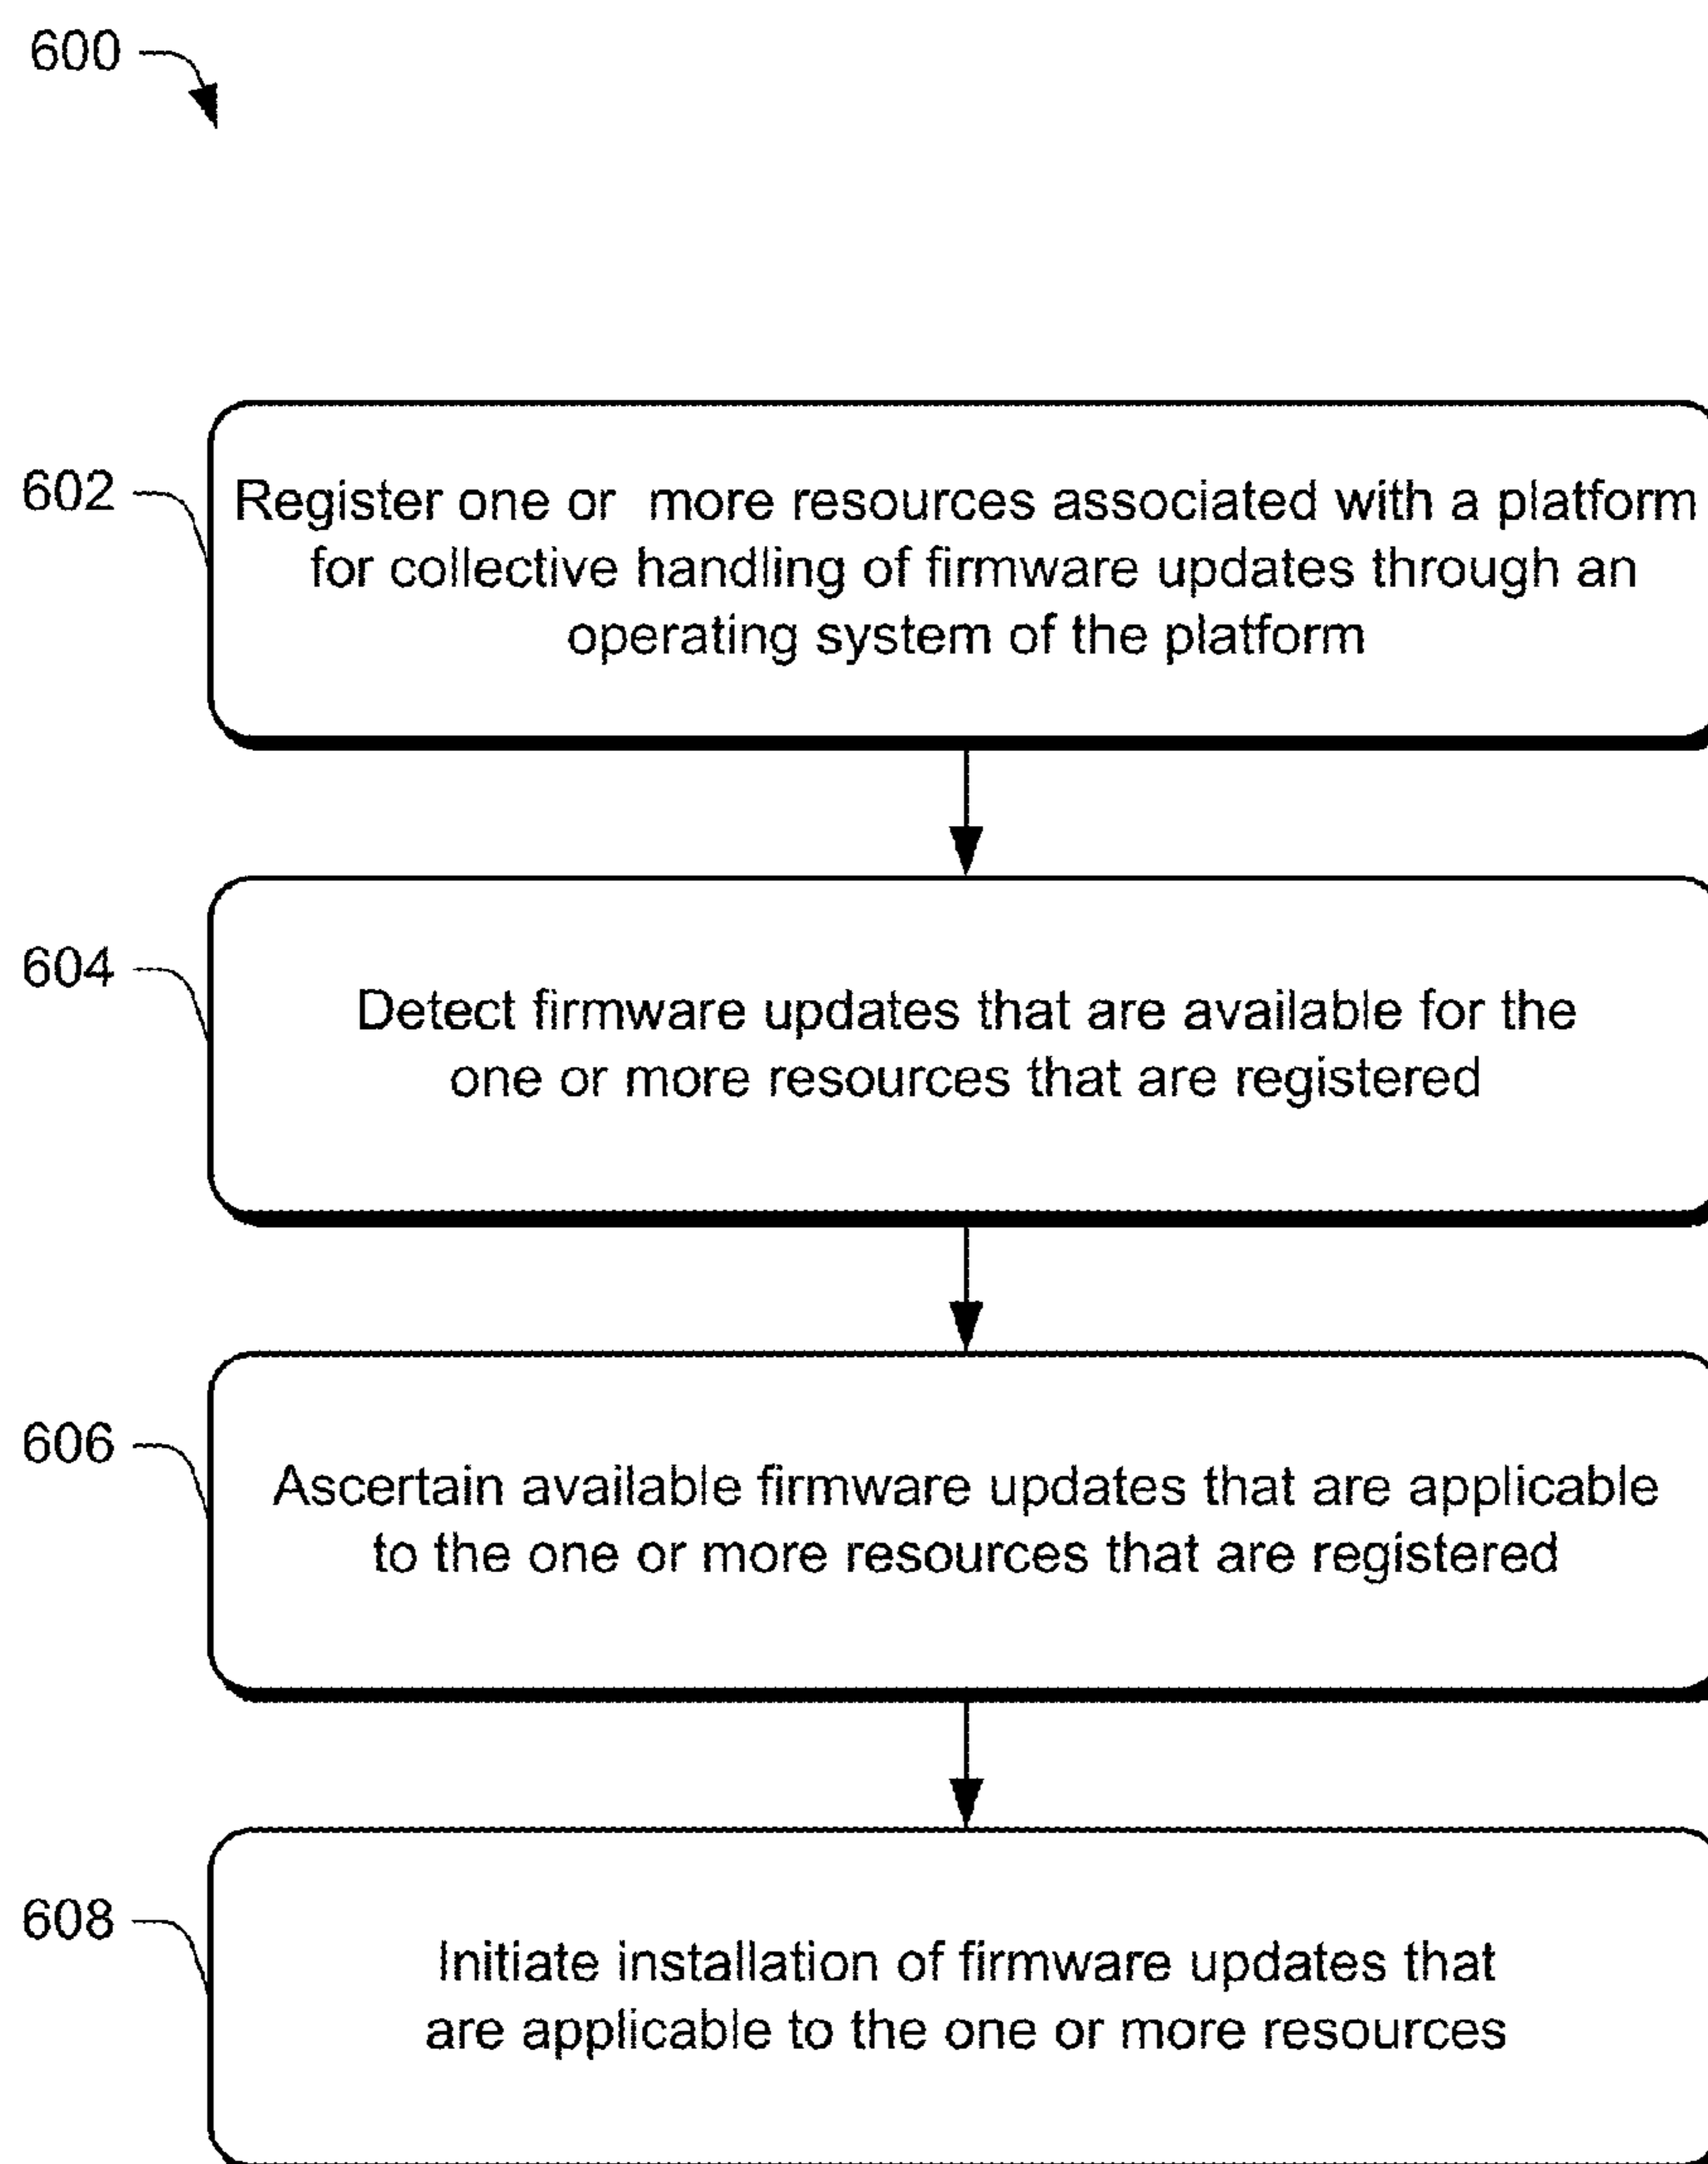 600
602
Register one or more resources associated with a platform
for collective handling of firmware updates through an
operating system of the platform
604
Detect firmware updates that are available for the
one or more resources that are registered
606
Ascertain available firmware updates that are applicable
to the one or more resources that are registered
608
Initiate installation of firmware updates that
are applicable to the one or more resources